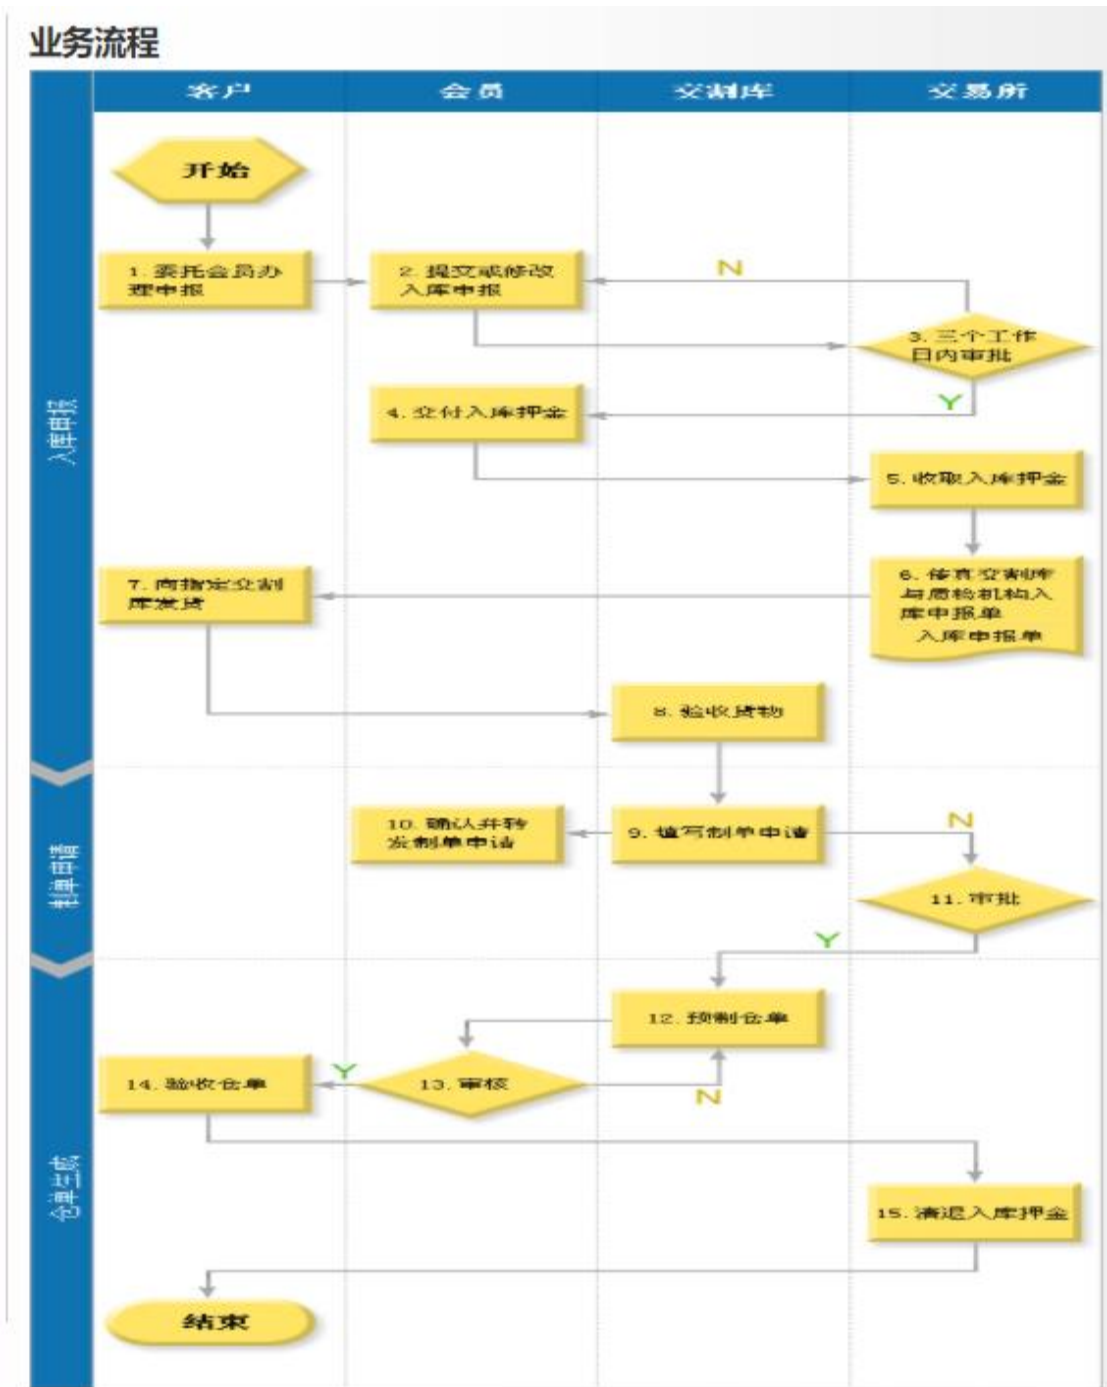 业务流程
客户
会员
交割库
交易所
入库申报
开始
1. 委托会员办
理申报
2. 提交或修改
入库申报
N
3. 三个工作
日内审批
Y
4. 交付入库押金
5. 收取入库押金
6. 传真交割库
与质检机构入
库申报单
入库申报单
7. 向指定交割
库发货
8. 验收货物
制单申请
10. 确认并转
发制单申请
9. 填写制单申请
N
11. 审批
Y
仓单生成
12. 预制仓单
13. 审核
Y
N
14. 验收仓单
15. 清退入库押金
结束